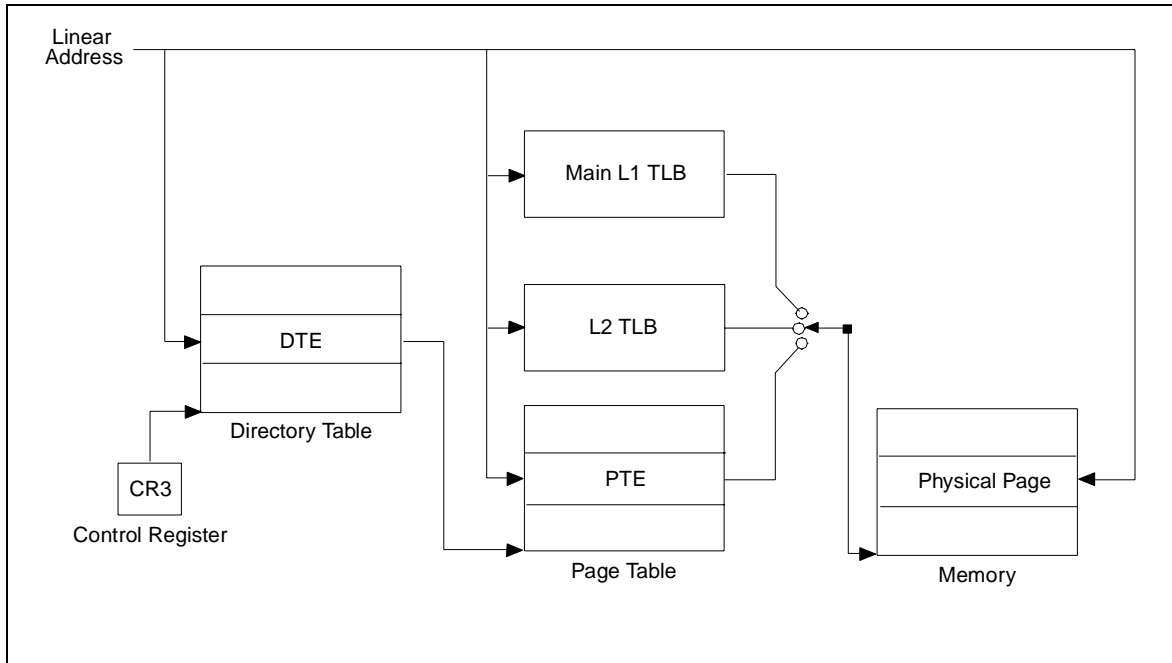 Linear
Address
Main L1 TLB
L2 TLB
DTE
Directory Table
CR3
Control Register
PTE
Page Table
Physical Page
Memory